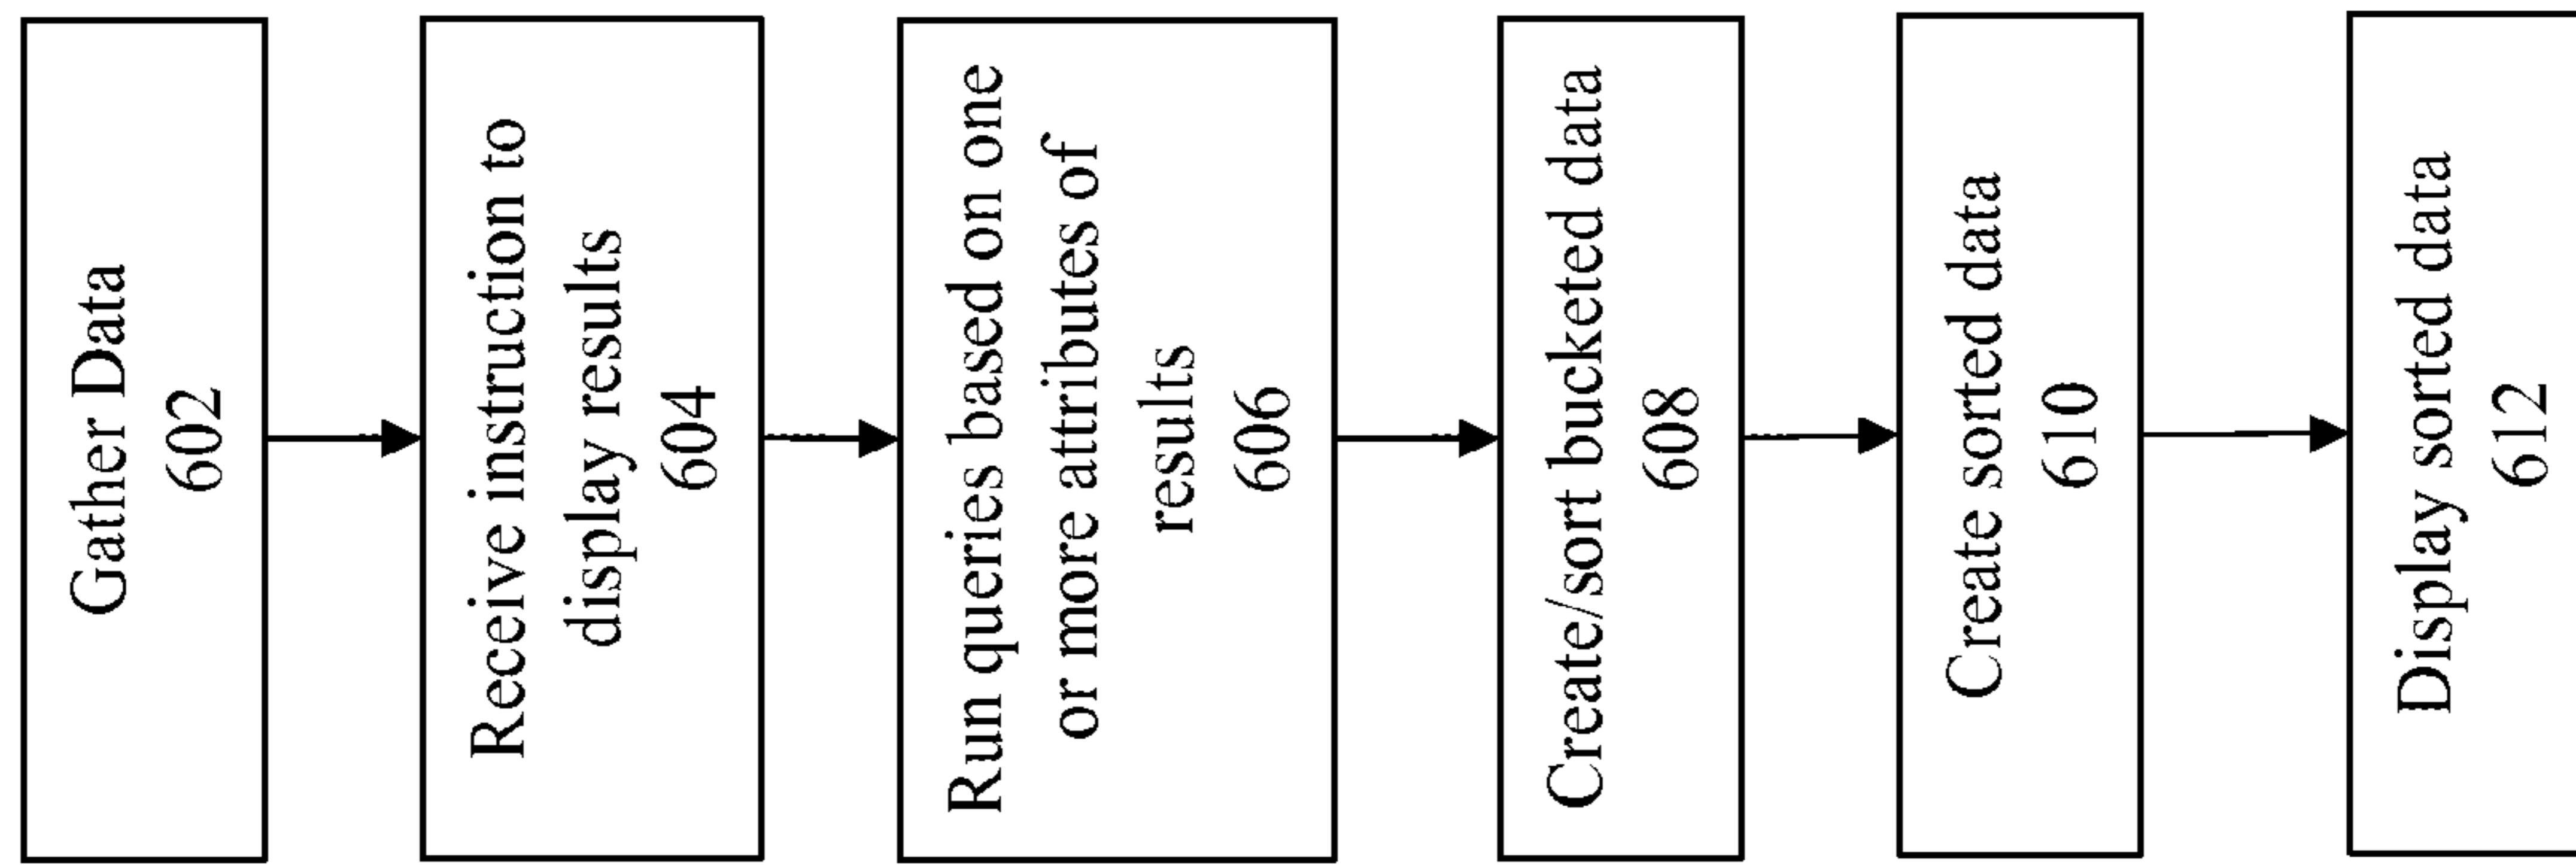 Gather Data
602
Receive instruction to
display results
604
Run queries based on one
or more attributes of
results
606
Create/sort bucketed data
608
Create sorted data
610
Display sorted data
612